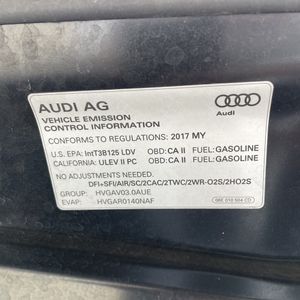 AUDI AG
Audi
VEHICLE EMISSION
CONTROL INFORMATION
CONFORMS TO REGULATIONS: 2017 MY
U.S. EPA: IntT3B125 LDV OBD: CA II FUEL: GASOLINE
CALIFORNIA: ULEV II PC OBD: CA II FUEL: GASOLINE
NO ADJUSTMENTS NEEDED.
DFI+SFI/AIR/SC/2CAC/2TWC/2WR-O2S/2HO2S
GROUP: HVGAV03.0AUE
EVAP: HVGAR0140NAF